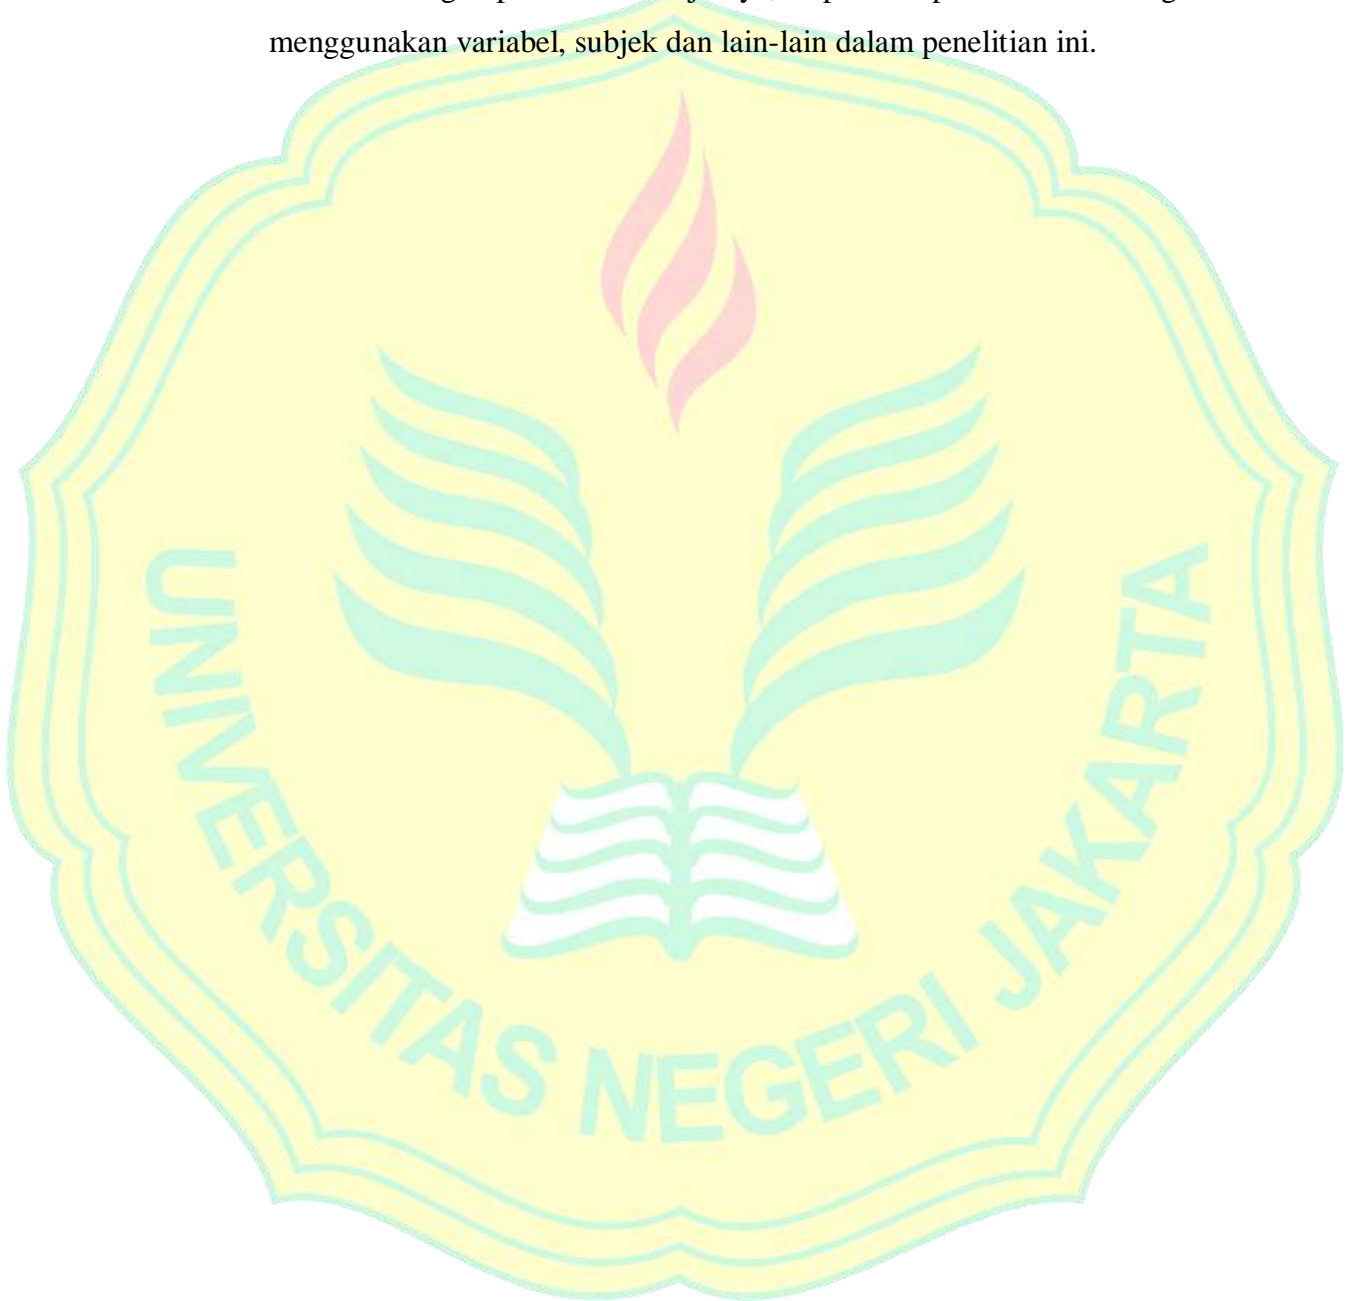 menggunakan variabel, subjek dan lain-lain dalam penelitian ini.
UNIVERSITAS NEGERI JAKARTA